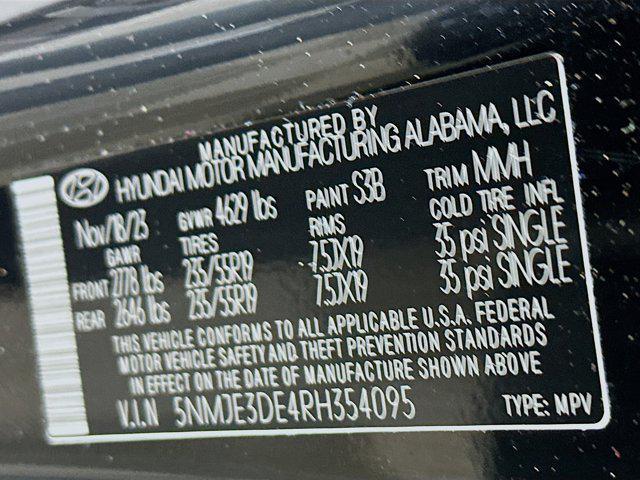 MANUFACTURED BY
HYUNDAI MOTOR MANUFACTURING ALABAMA, LLC
Nov/18/23 GVWR 4629 lbs PAINT S3B TRIM MMH
GAWR TIRES RIMS COLD TIRE INFL
FRONT 2778 lbs 235/55R19 7.5JX19 35 psi SINGLE
REAR 2646 lbs 235/55R19 7.5JX19 35 psi SINGLE
THIS VEHICLE CONFORMS TO ALL APPLICABLE U.S.A. FEDERAL
MOTOR VEHICLE SAFETY AND THEFT PREVENTION STANDARDS
IN EFFECT ON THE DATE OF MANUFACTURE SHOWN ABOVE
V.I.N 5NMJE3DE4RH354095 TYPE: MPV